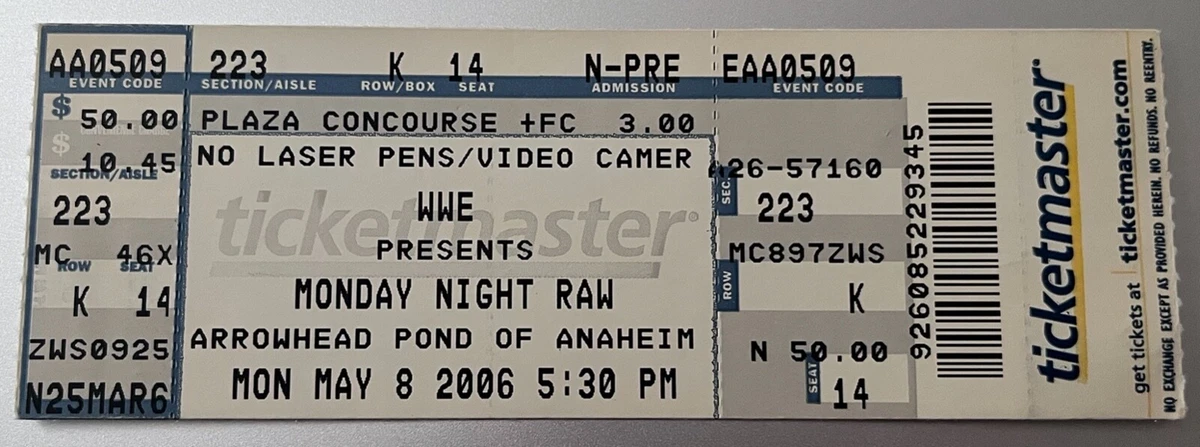 AA0509
EVENT CODE
$ 50.00
$ 10.45
SECTION/AISLE
223
MC 46X
ROW SEAT
K 14
ZWS0925
N25MAR6
223 K 14 N-PRE
SECTION/AISLE ROW/BOX SEAT ADMISSION
PLAZA CONCOURSE +FC 3.00
NO LASER PENS/VIDEO CAMER
ticketmaster
WWE
PRESENTS
MONDAY NIGHT RAW
ARROWHEAD POND OF ANAHEIM
MON MAY 8 2006 5:30 PM
EAA0509
EVENT CODE
A26-57160
SEC.
223
MC897ZWS
ROW
K
N 50.00
SEAT
14
926085229345
ticketmaster
get tickets at ticketmaster.com
NO EXCHANGE EXCEPT AS PROVIDED HEREIN. NO REFUNDS. NO REENTRY.